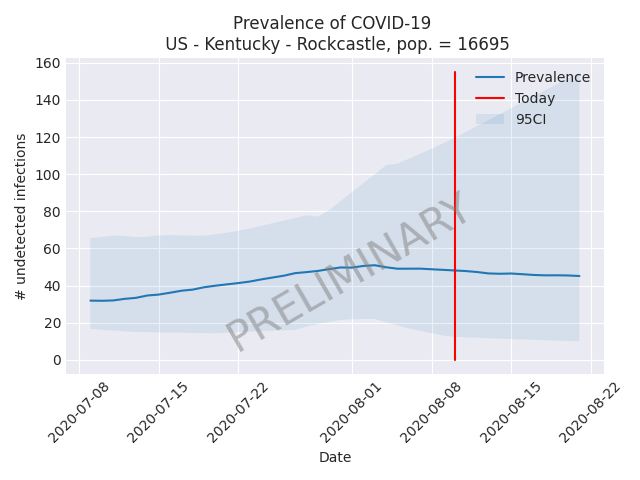 Prevalence of COVID-19
US - Kentucky - Rockcastle, pop. = 16695
160
140
120
100
80
60
40
20
0
# undetected infections
Prevalence
Today
95CI
PRELIMINARY
2020-07-08
2020-07-15
2020-07-22
2020-08-01
2020-08-08
2020-08-15
2020-08-22
Date